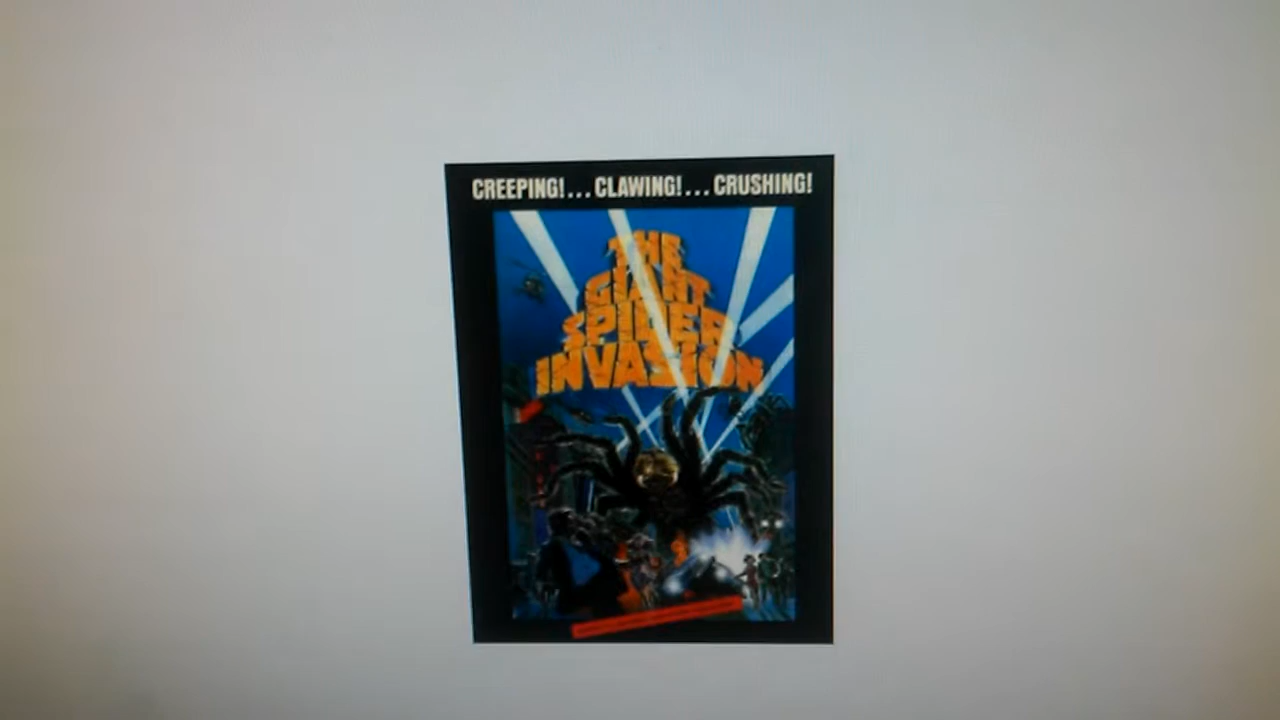 CREEPING!... CLAWING!... CRUSHING!
THE
GIANT
SPIDER
INVASION